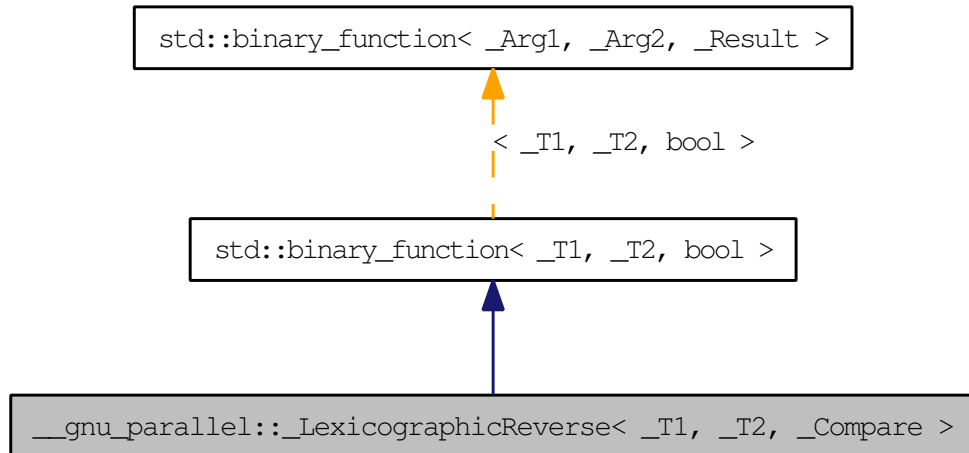 std::binary_function< _Arg1, _Arg2, _Result >
< _T1, _T2, bool >
std::binary_function< _T1, _T2, bool >
__gnu_parallel::_LexicographicReverse< _T1, _T2, _Compare >